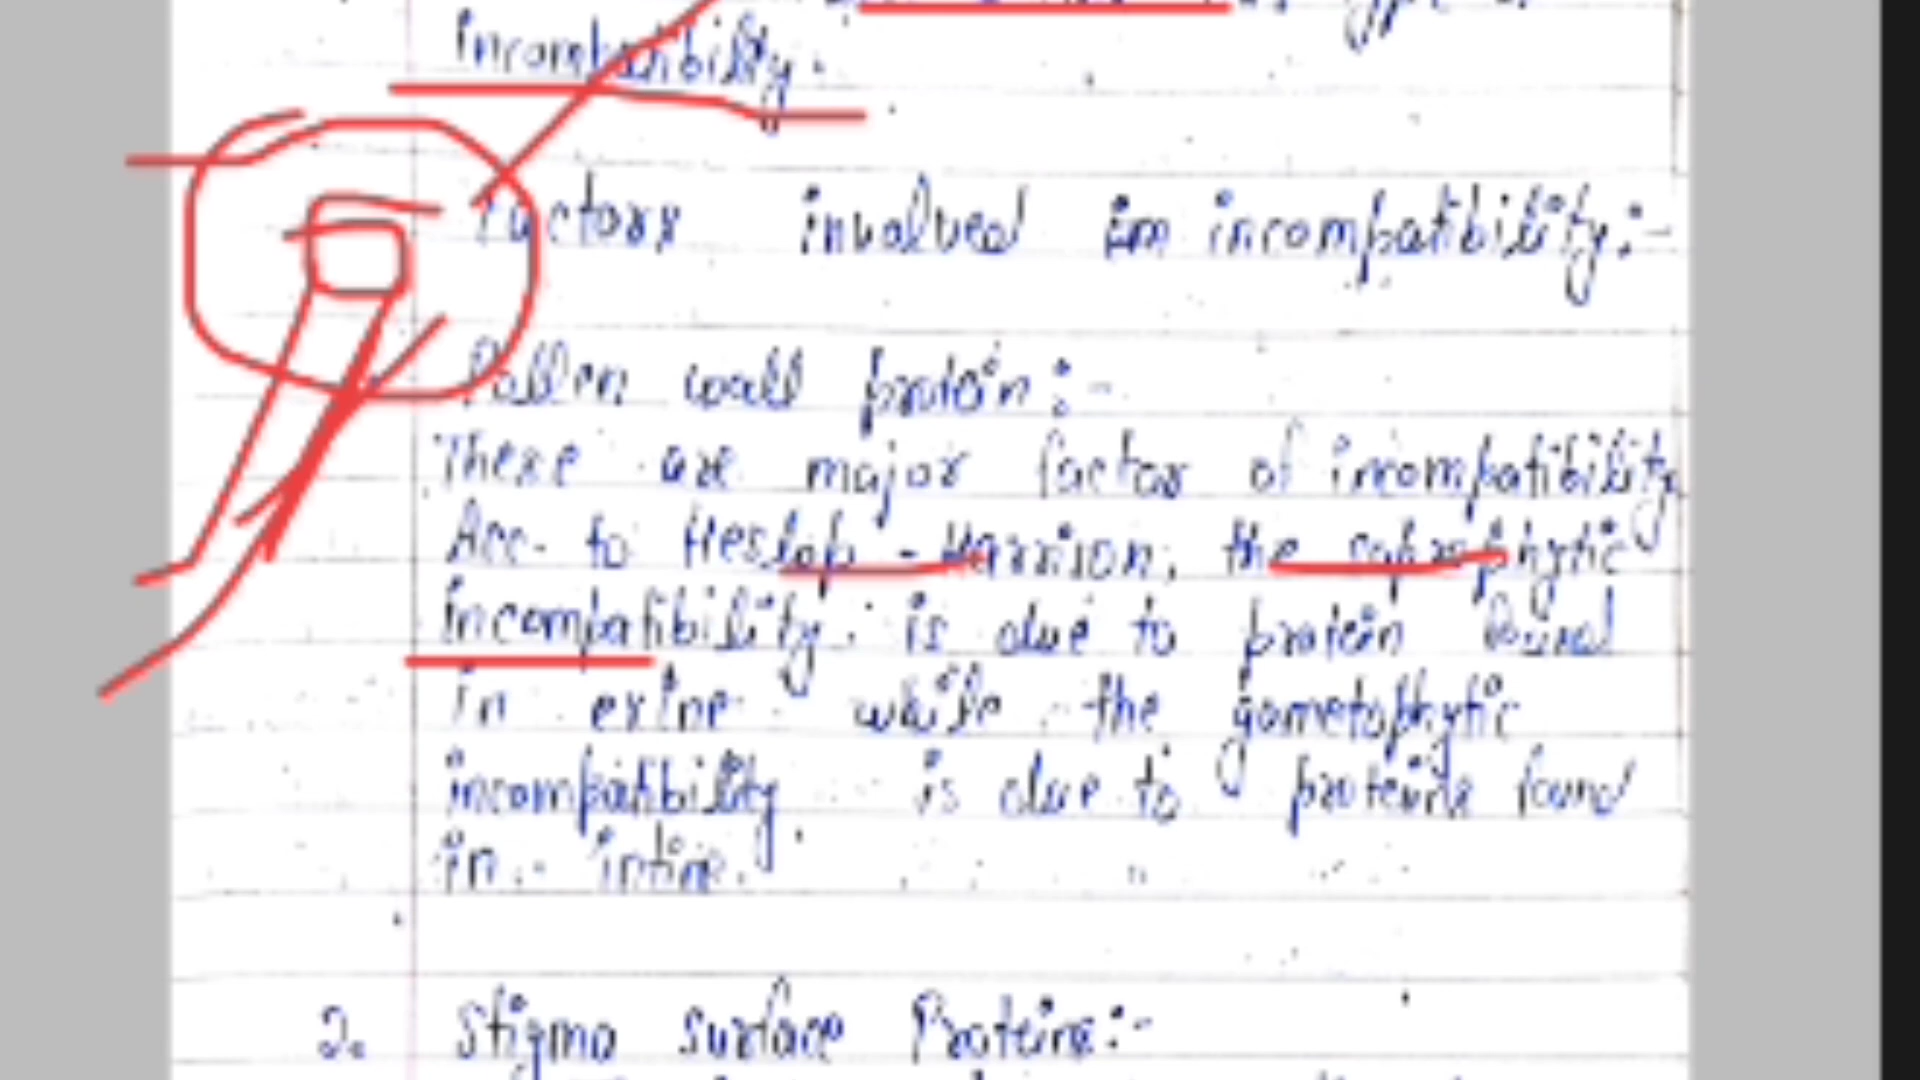 Incompatibility.
Factors involved im incompatibility:-
Pollen wall protein:-
These are major factor of incompatibility
Acc. to Heslop-Harrison, the saprophytic
incompatibility. is due to protein found
in exine while the gametophytic
incompatibility is due to proteins found
in intine.
2. Stigma surface Proteins:-